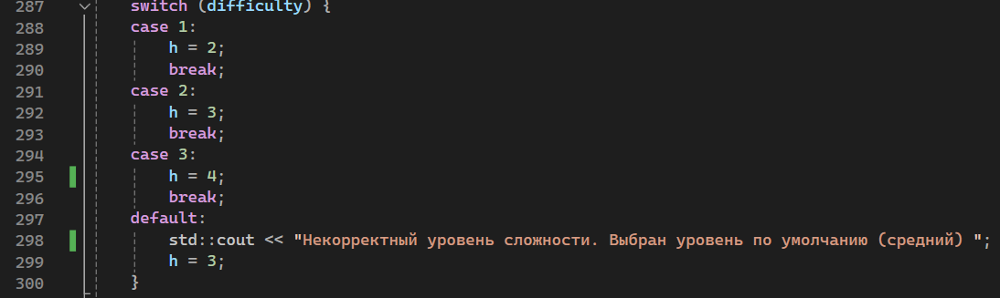 287 switch (difficulty) {
288 case 1:
289 h = 2;
290 break;
291 case 2:
292 h = 3;
293 break;
294 case 3:
295 h = 4;
296 break;
297 default:
298 std::cout << "Некорректный уровень сложности. Выбран уровень по умолчанию (средний) ";
299 h = 3;
300 }